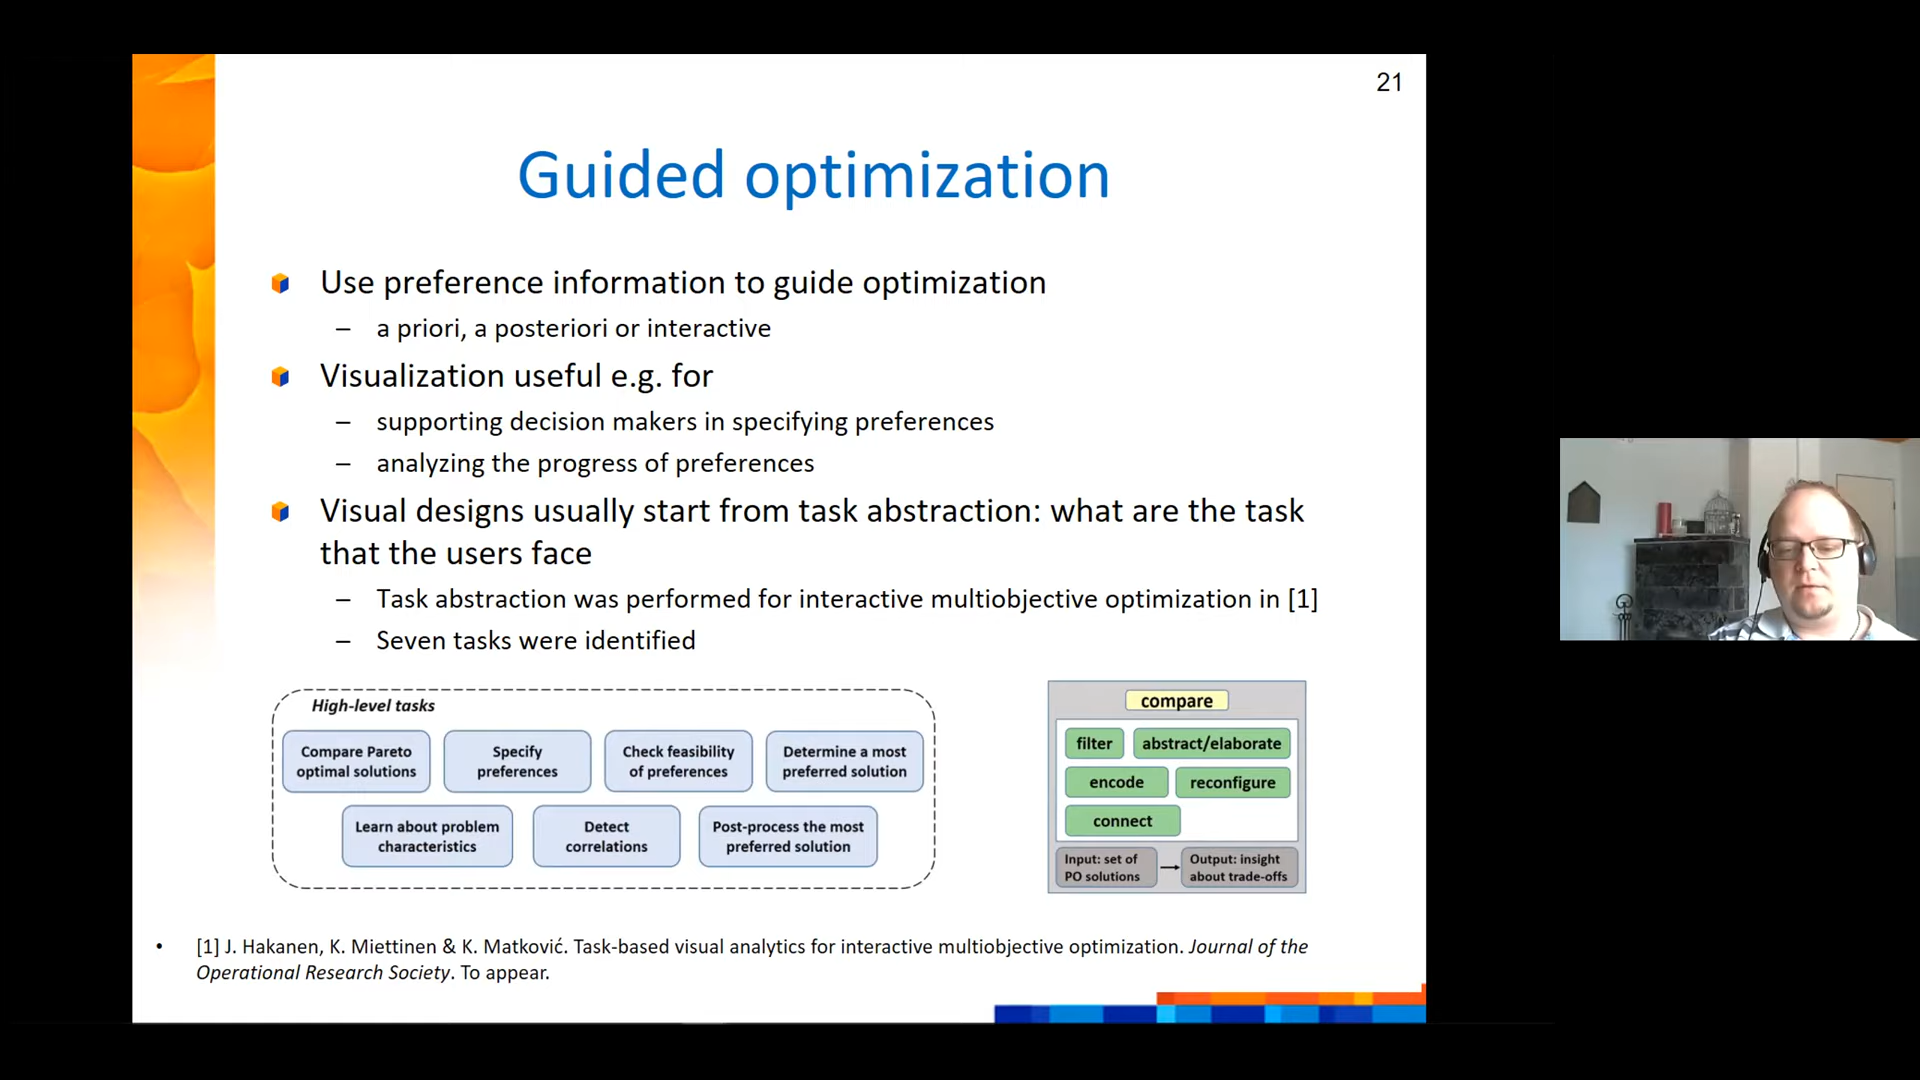 21
Guided optimization
Use preference information to guide optimization
– a priori, a posteriori or interactive
Visualization useful e.g. for
– supporting decision makers in specifying preferences
– analyzing the progress of preferences
Visual designs usually start from task abstraction: what are the task
that the users face
– Task abstraction was performed for interactive multiobjective optimization in [1]
– Seven tasks were identified
High-level tasks
Compare Pareto
optimal solutions
Specify
preferences
Check feasibility
of preferences
Determine a most
preferred solution
Learn about problem
characteristics
Detect
correlations
Post-process the most
preferred solution
compare
filter
abstract/elaborate
encode
reconfigure
connect
Input: set of
PO solutions
Output: insight
about trade-offs
• [1] J. Hakanen, K. Miettinen & K. Matković. Task-based visual analytics for interactive multiobjective optimization. Journal of the
Operational Research Society. To appear.